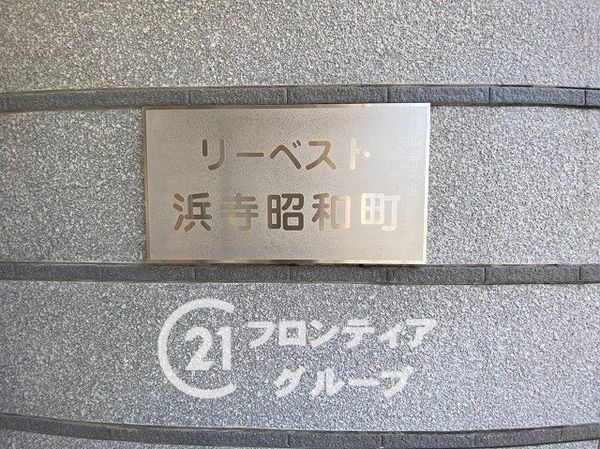 リーベスト
浜寺昭和町
C21 フロンティア
グループ